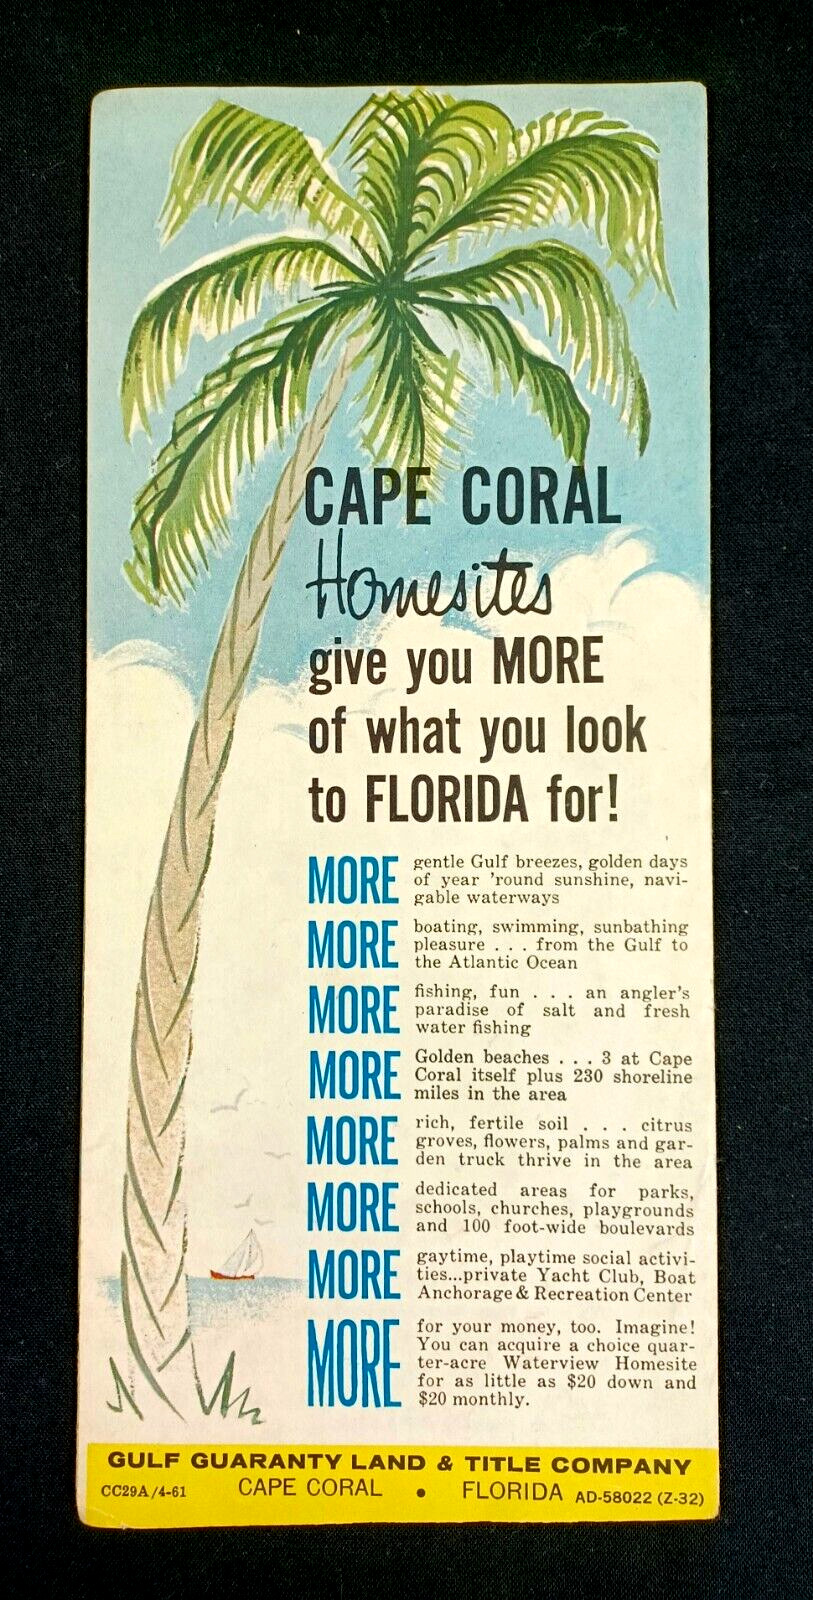 CAPE CORAL
Homesites
give you MORE
of what you look
to FLORIDA for!
MORE gentle Gulf breezes, golden days
of year 'round sunshine, navi-
gable waterways
MORE boating, swimming, sunbathing
pleasure . . . from the Gulf to
the Atlantic Ocean
MORE fishing, fun . . . an angler's
paradise of salt and fresh
water fishing
MORE Golden beaches . . . 3 at Cape
Coral itself plus 230 shoreline
miles in the area
MORE rich, fertile soil . . . citrus
groves, flowers, palms and gar-
den truck thrive in the area
MORE dedicated areas for parks,
schools, churches, playgrounds
and 100 foot-wide boulevards
MORE gaytime, playtime social activi-
ties...private Yacht Club, Boat
Anchorage & Recreation Center
MORE for your money, too. Imagine!
You can acquire a choice quar-
ter-acre Waterview Homesite
for as little as $20 down and
$20 monthly.
GULF GUARANTY LAND & TITLE COMPANY
CC29A/4-61 CAPE CORAL • FLORIDA AD-58022 (Z-32)